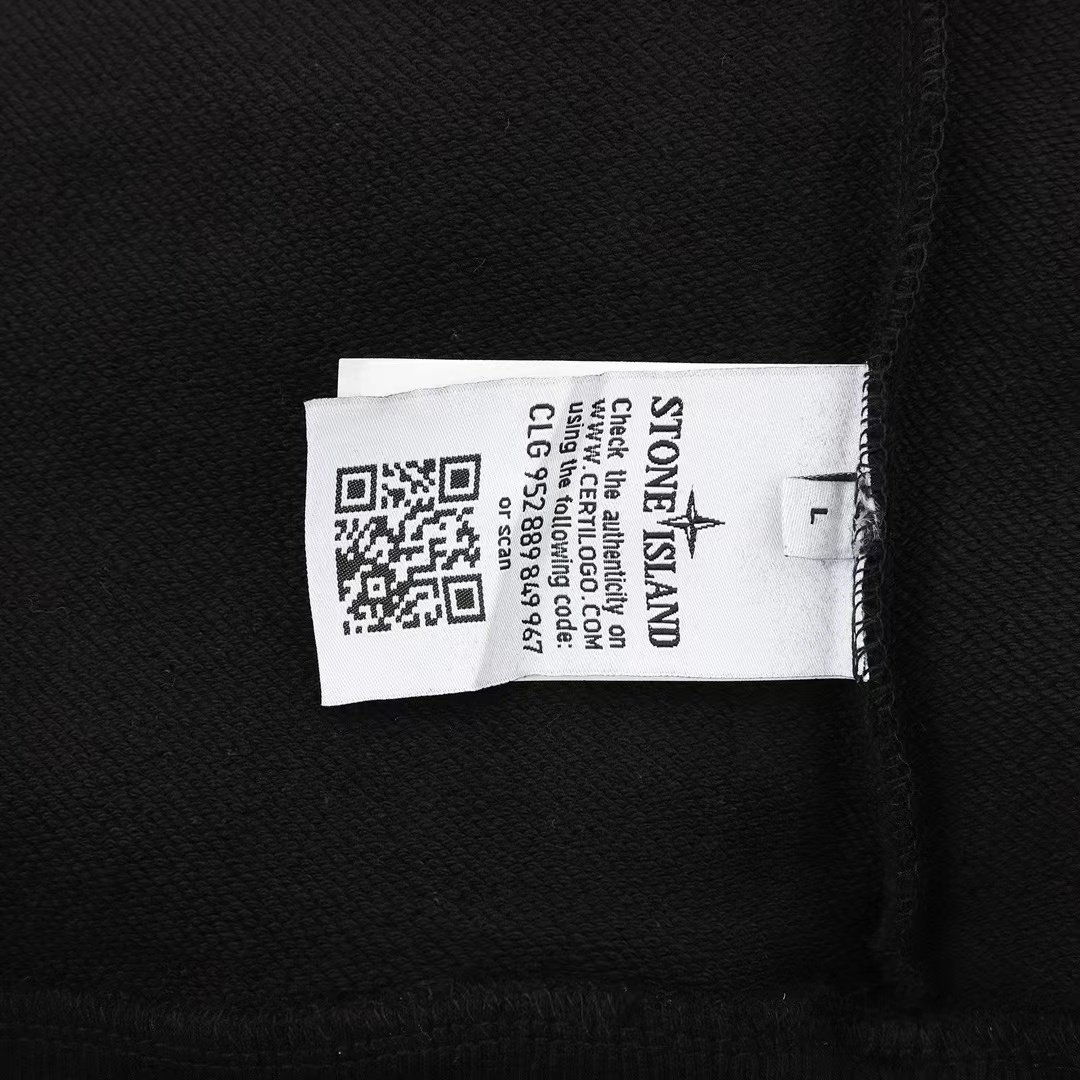 L
STONE ISLAND
Check the authenticity on
WWW.CERTILOGO.COM
using the following code:
CLG 952 889 849 967
or scan